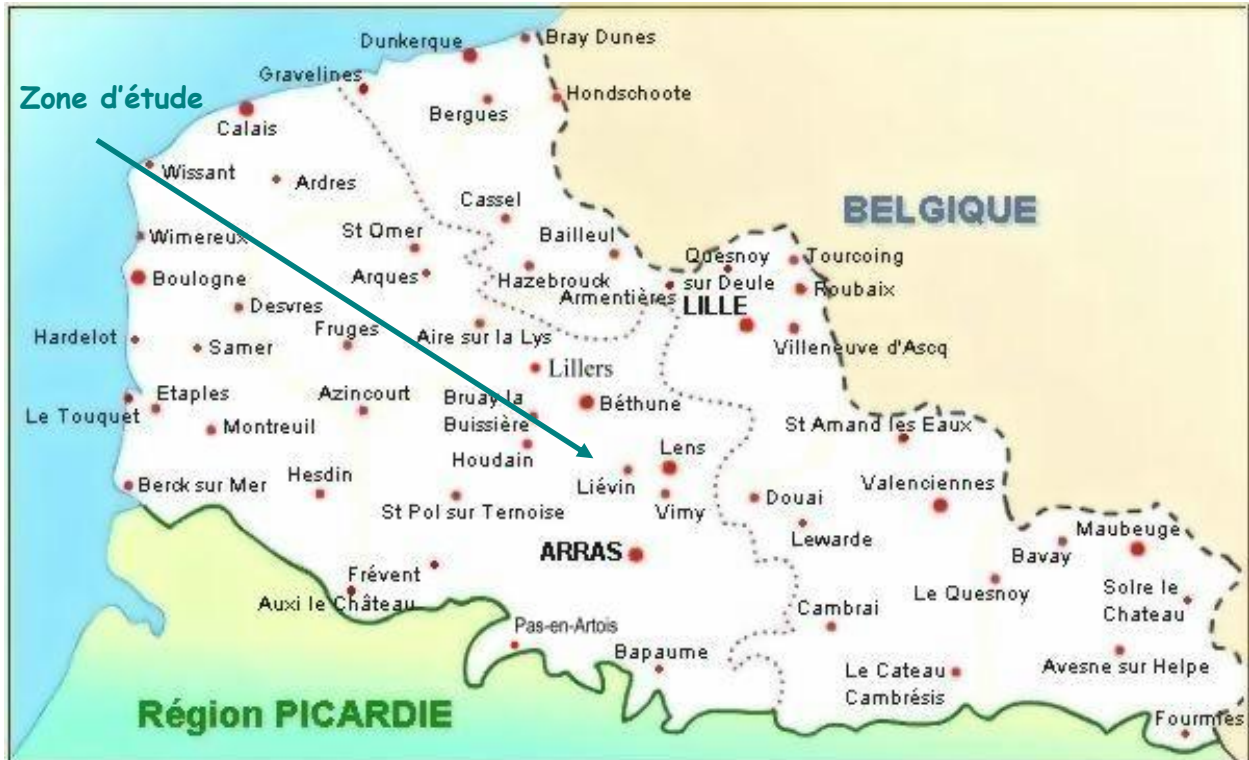 Dunkerque
Bray Dunes
Gravelines
Zone d'étude
Hondschoote
Calais
Bergues
Wissant
Ardres
Cassel
BELGIQUE
Wimereux
St Omer
Bailleul
Quesnoy
sur Deule
Tourcoing
Boulogne
Arques
Hazebrouck
Armentières
LILLE
Roubaix
Desvres
Hardelot
Fruges
Aire sur la Lys
Villeneuve d'Ascq
Samer
Lillers
Etaples
Azincourt
Bruay la
Buissière
Béthune
Le Touquet
Montreuil
St Amand les Eaux
Houdain
Lens
Hesdin
Berck sur Mer
Liévin
Valenciennes
St Pol sur Ternoise
Vimy
Douai
Lewarde
Maubeuge
ARRAS
Bavay
Frévent
Auxi le Château
Le Quesnoy
Solre le
Chateau
Cambrai
Pas-en-Artois
Bapaume
Le Cateau
Cambrésis
Avesne sur Helpe
Région PICARDIE
Fourmies